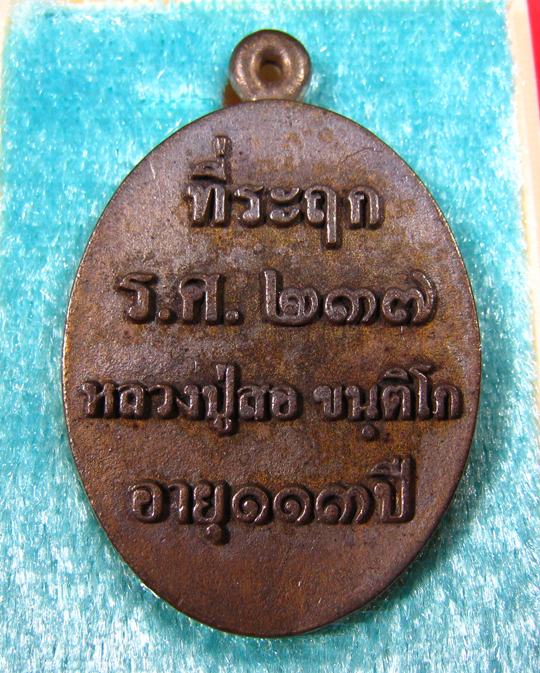 ที่ระฤก
ร.ศ. ๒๓๗
หลวงปู่สอ ขนฺติโก
อายุ๑๑๓ปี